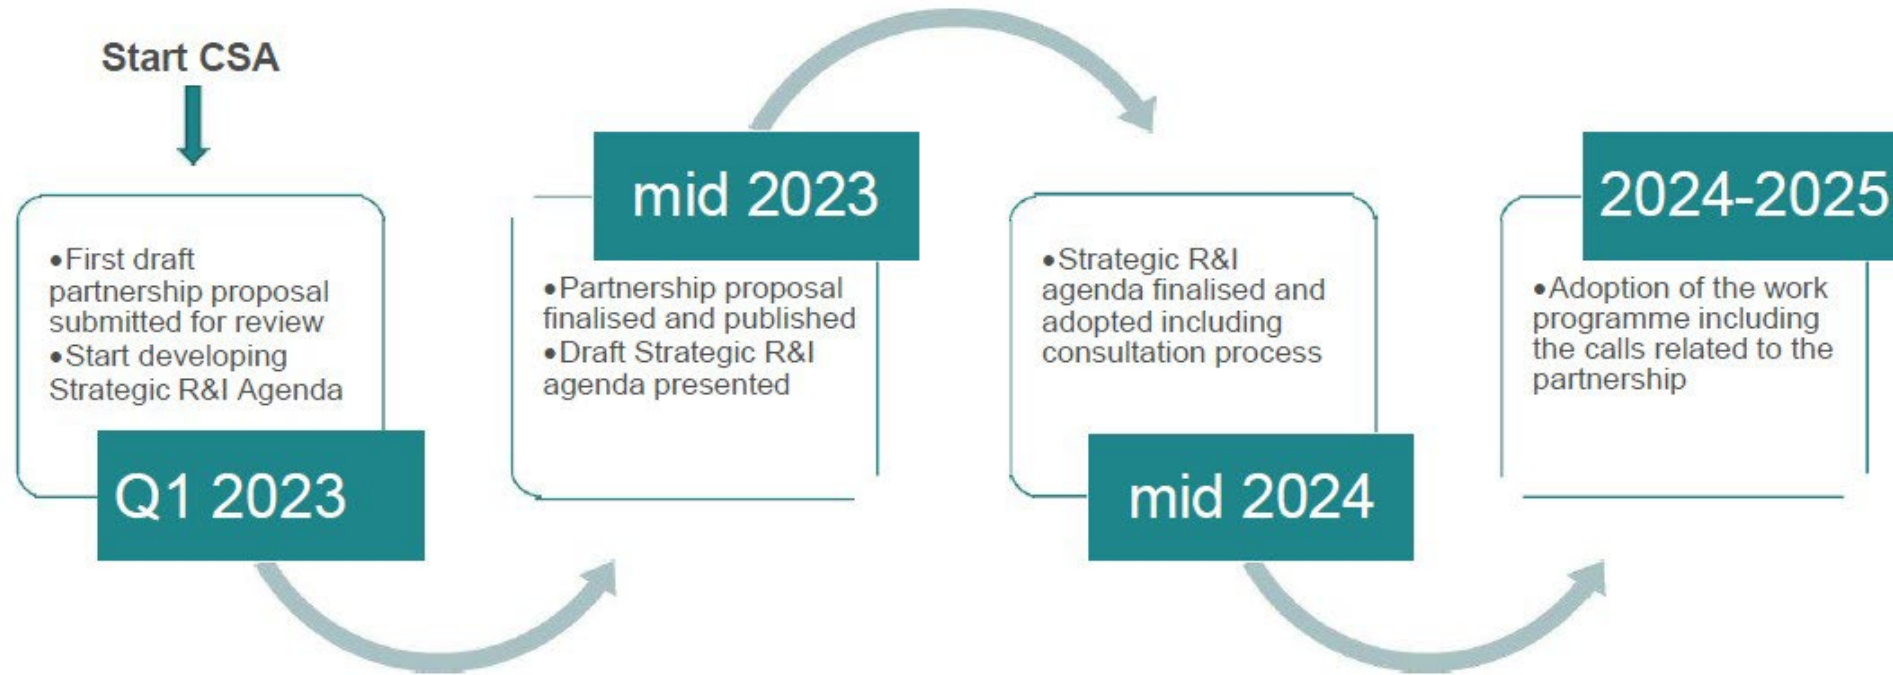 Start CSA
•First draft
partnership proposal
submitted for review
•Start developing
Strategic R&I Agenda
Q1 2023
mid 2023
•Partnership proposal
finalised and published
•Draft Strategic R&I
agenda presented
•Strategic R&I
agenda finalised and
adopted including
consultation process
mid 2024
2024-2025
•Adoption of the work
programme including
the calls related to the
partnership